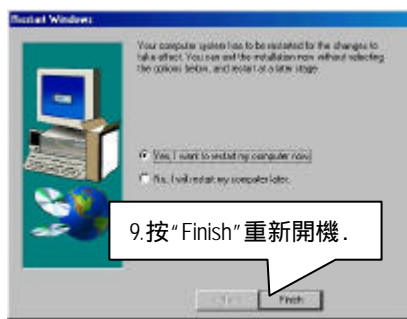 Restart Windows
Your computer system has to be restarted for the changes to
take effect. You can exit the installation now without selecting
the options below, and restart at a later stage.
Yes, I want to restart my computer now.
No, I will restart my computer later.
9.按“Finish”重新開機.
Finish